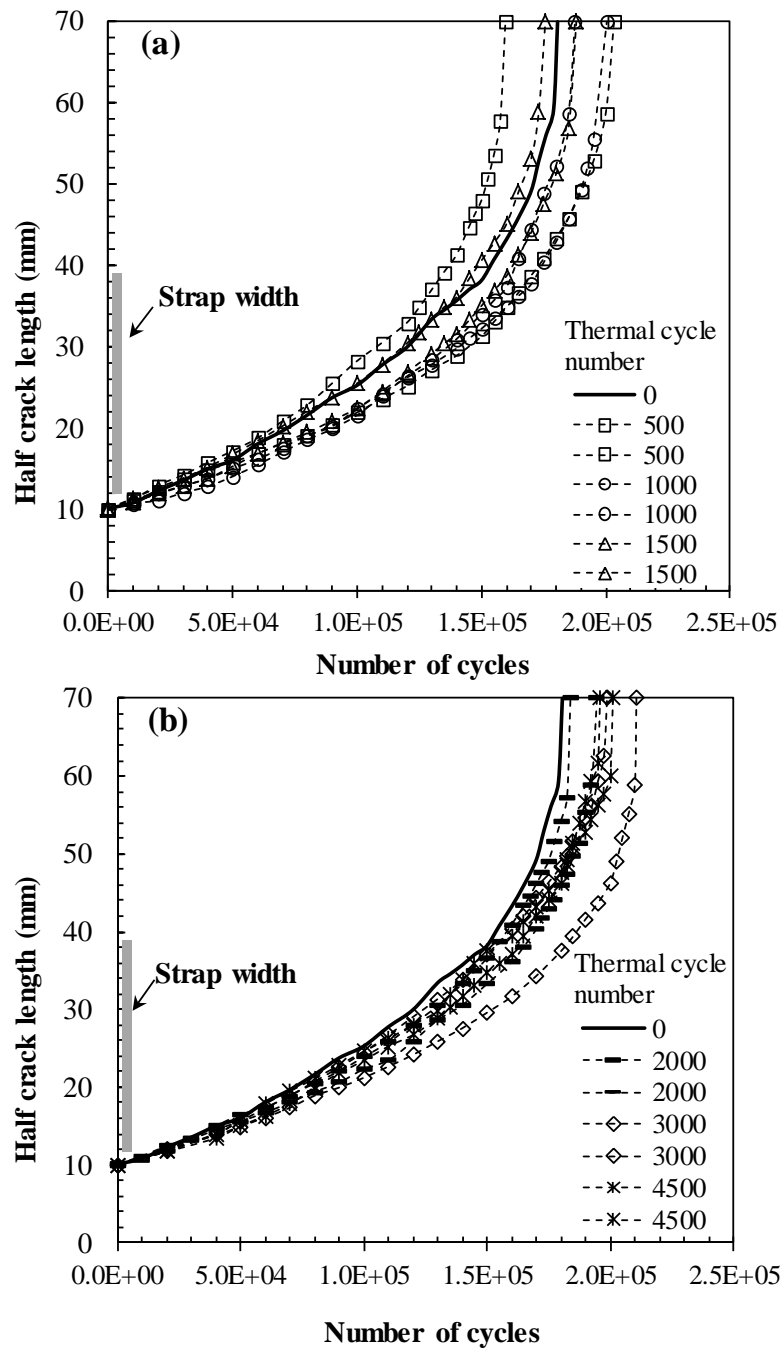 (a)
70
60
50
40
30
20
10
0
Half crack length (mm)
Strap width
Thermal cycle
number
0
500
500
1000
1000
1500
1500
0.0E+00 5.0E+04 1.0E+05 1.5E+05 2.0E+05 2.5E+05
Number of cycles
(b)
70
60
50
40
30
20
10
0
Half crack length (mm)
Strap width
Thermal cycle
number
0
2000
2000
3000
3000
4500
4500
0.0E+00 5.0E+04 1.0E+05 1.5E+05 2.0E+05 2.5E+05
Number of cycles